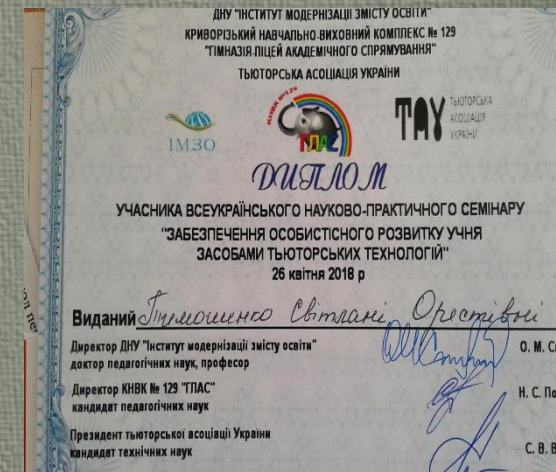 ДНУ "ІНСТИТУТ МОДЕРНІЗАЦІЇ ЗМІСТУ ОСВІТИ"
КРИВОРІЗЬКИЙ НАВЧАЛЬНО-ВИХОВНИЙ КОМПЛЕКС № 129
"ГІМНАЗІЯ-ЛІЦЕЙ АКАДЕМІЧНОГО СПРЯМУВАННЯ"
ТЬЮТОРСЬКА АСОЦІАЦІЯ УКРАЇНИ
ІМЗО
КНВК №129
ГЛАС
ТАУ
ТЬЮТОРСЬКА
АСОЦІАЦІЯ
УКРАЇНИ
ДИПЛОМ
УЧАСНИКА ВСЕУКРАЇНСЬКОГО НАУКОВО-ПРАКТИЧНОГО СЕМІНАРУ
"ЗАБЕЗПЕЧЕННЯ ОСОБИСТІСНОГО РОЗВИТКУ УЧНЯ
ЗАСОБАМИ ТЬЮТОРСЬКИХ ТЕХНОЛОГІЙ"
26 квітня 2018 р
Виданий Тимошенко Світлані Орестівні
Директор ДНУ "Інститут модернізації змісту освіти"
доктор педагогічних наук, професор
О. М.
Директор КНВК № 129 "ГЛАС"
кандидат педагогічних наук
Н. С.
Президент тьюторської асоціації України
кандидат технічних наук
С. В.